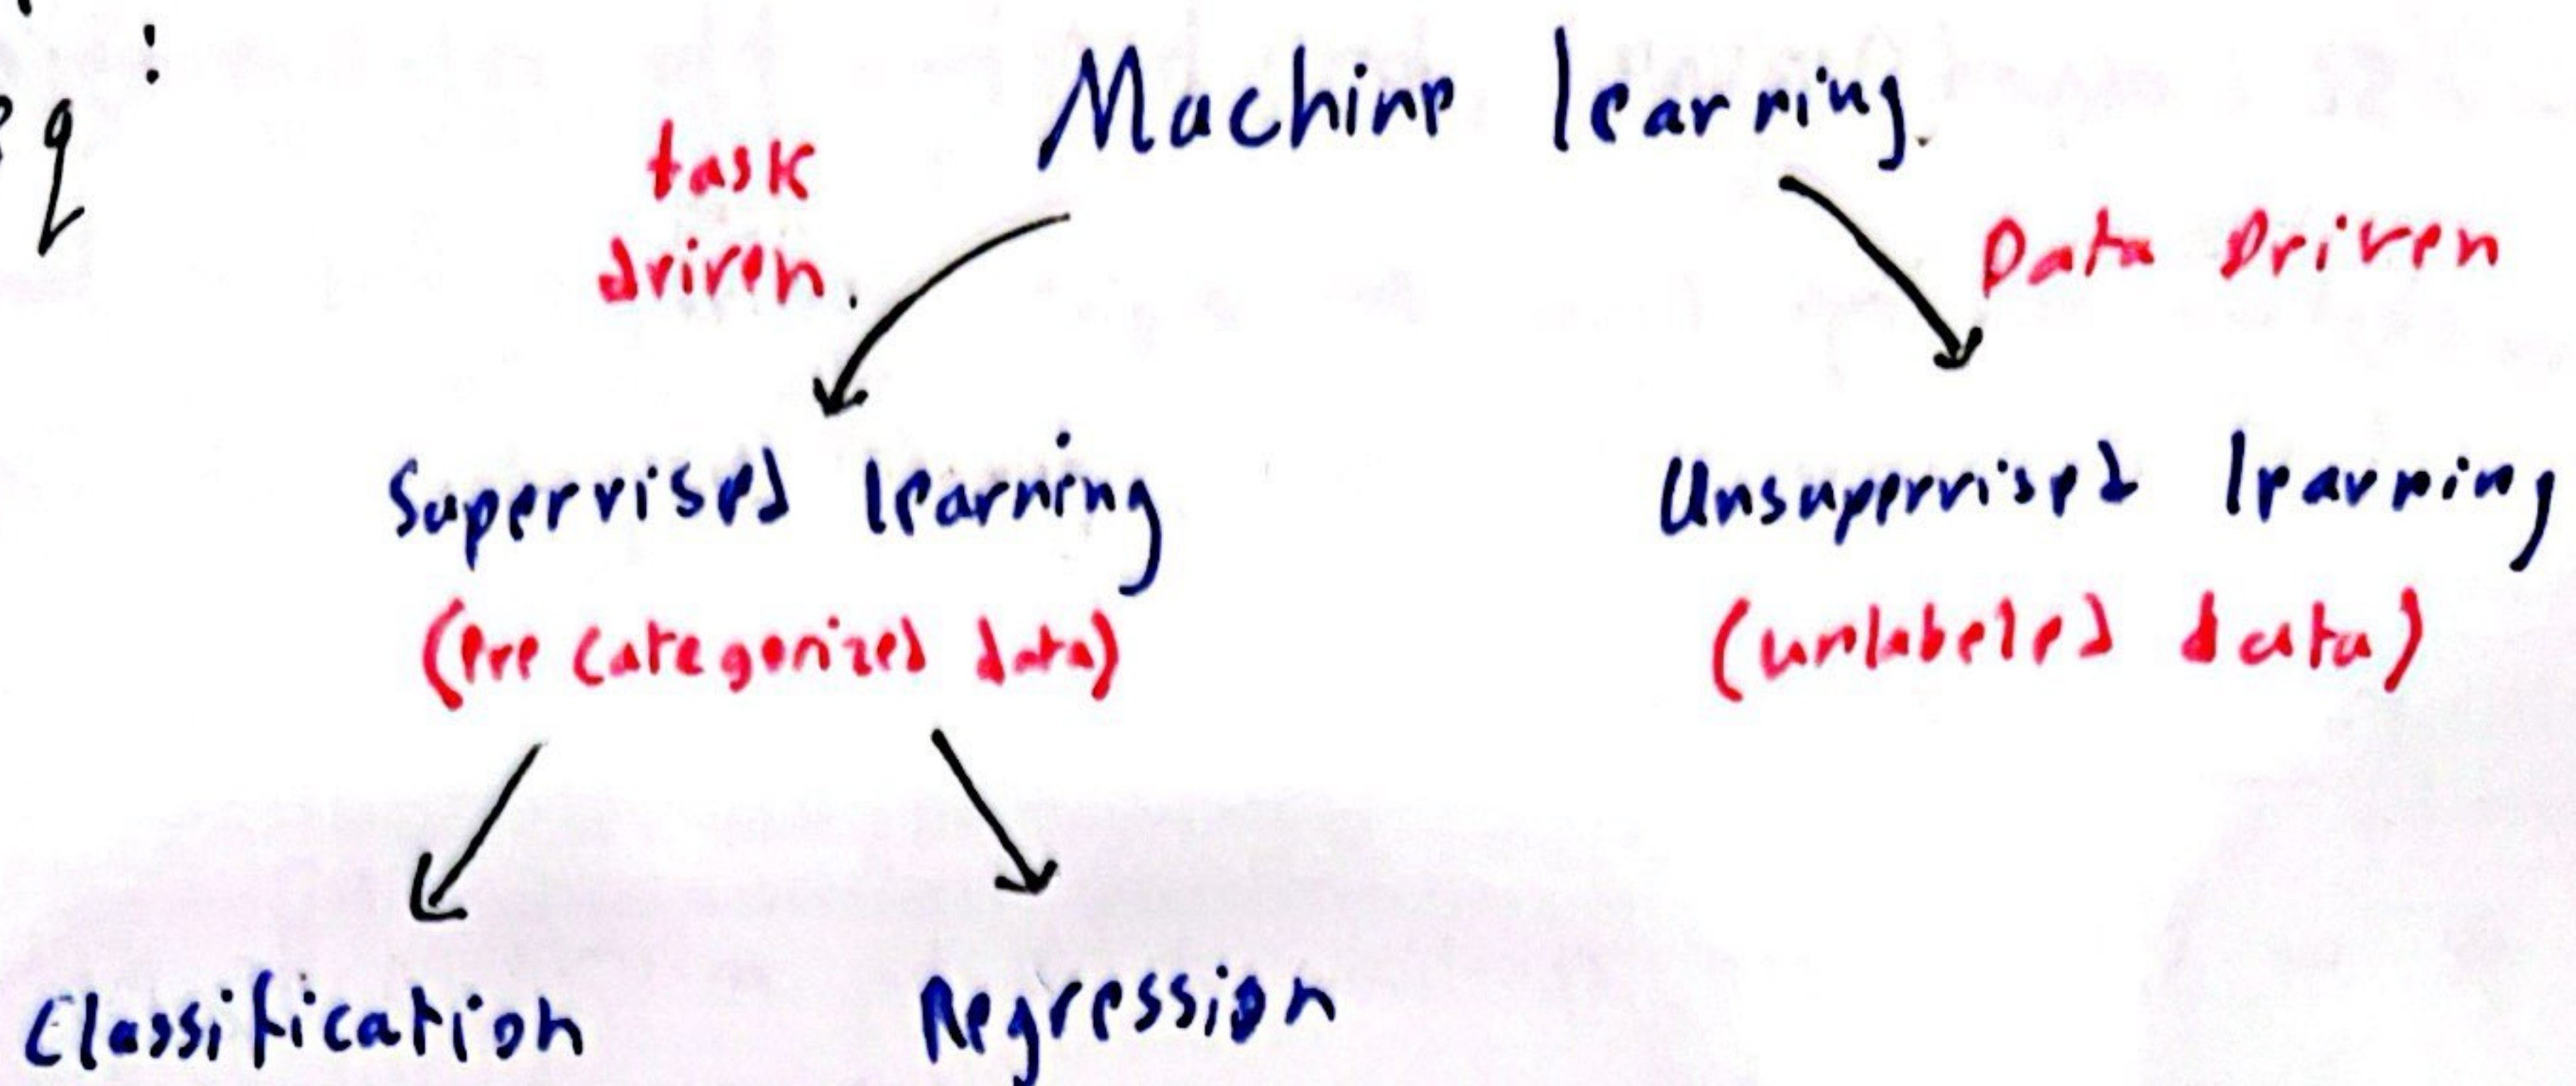 Machine learning
task
driven
Data Driven
Supervised learning
Unsupervised learning
(Pre Categorized data)
(unlabeled data)
Classification
Regression